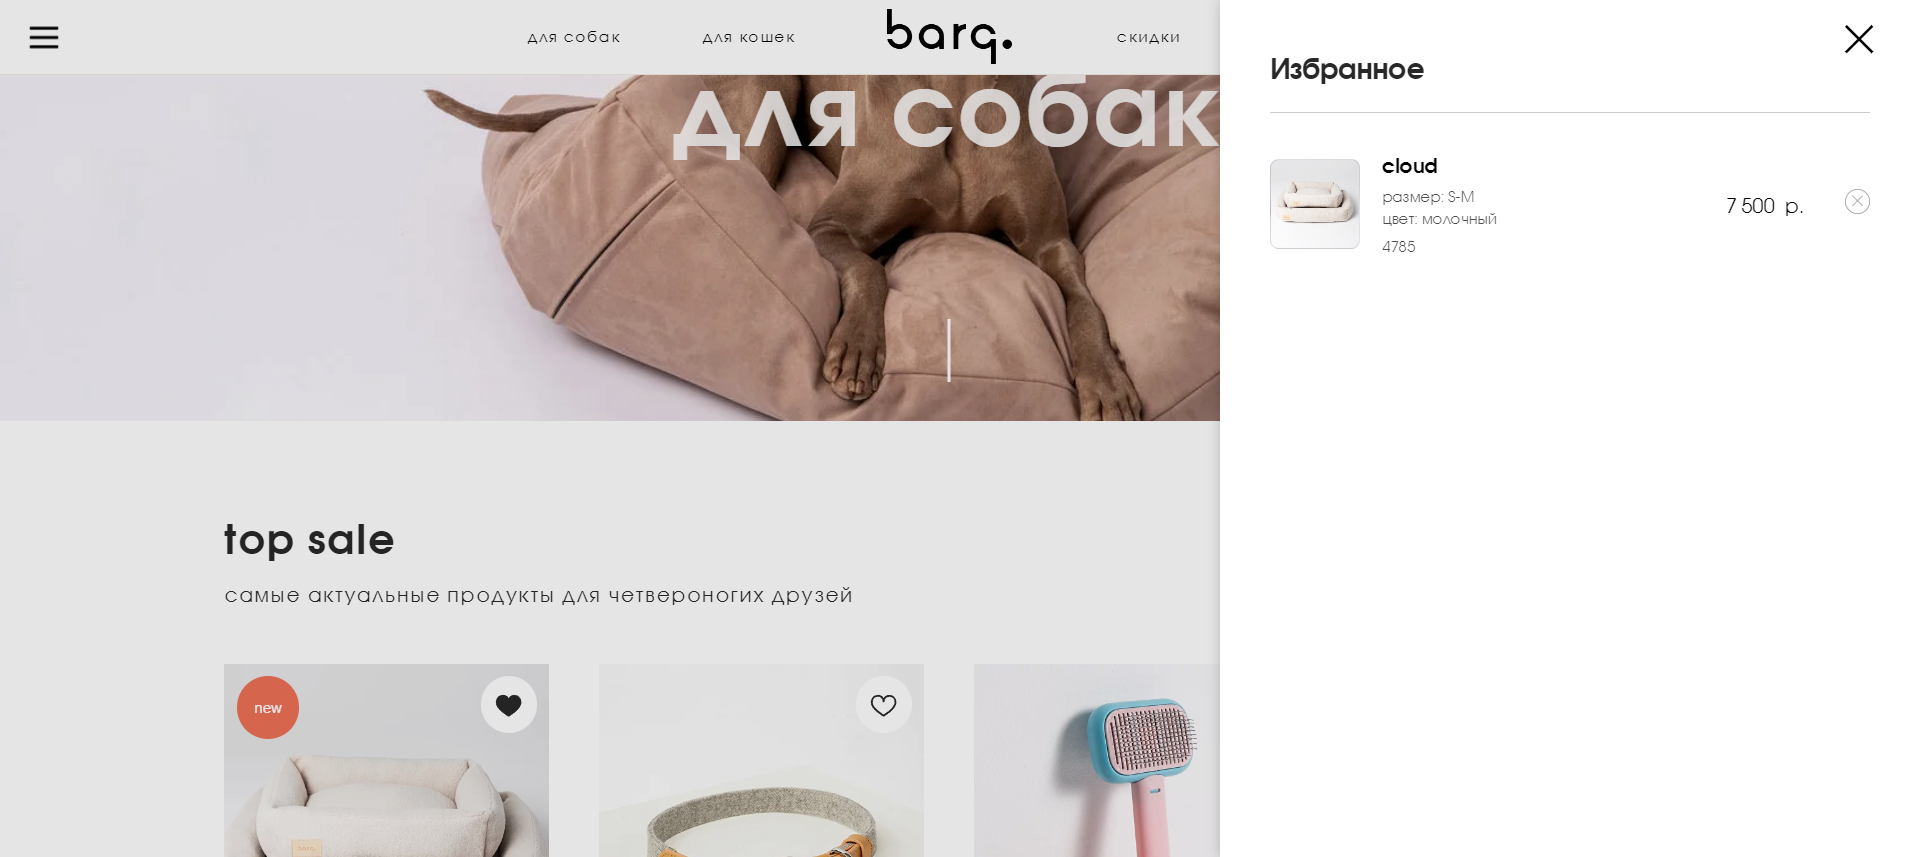 для собак
для кошек
barq.
скидки
для собак
Избранное
cloud
размер: S-M
цвет: молочный
4785
7 500 р.
top sale
самые актуальные продукты для четвероногих друзей
new
barq.